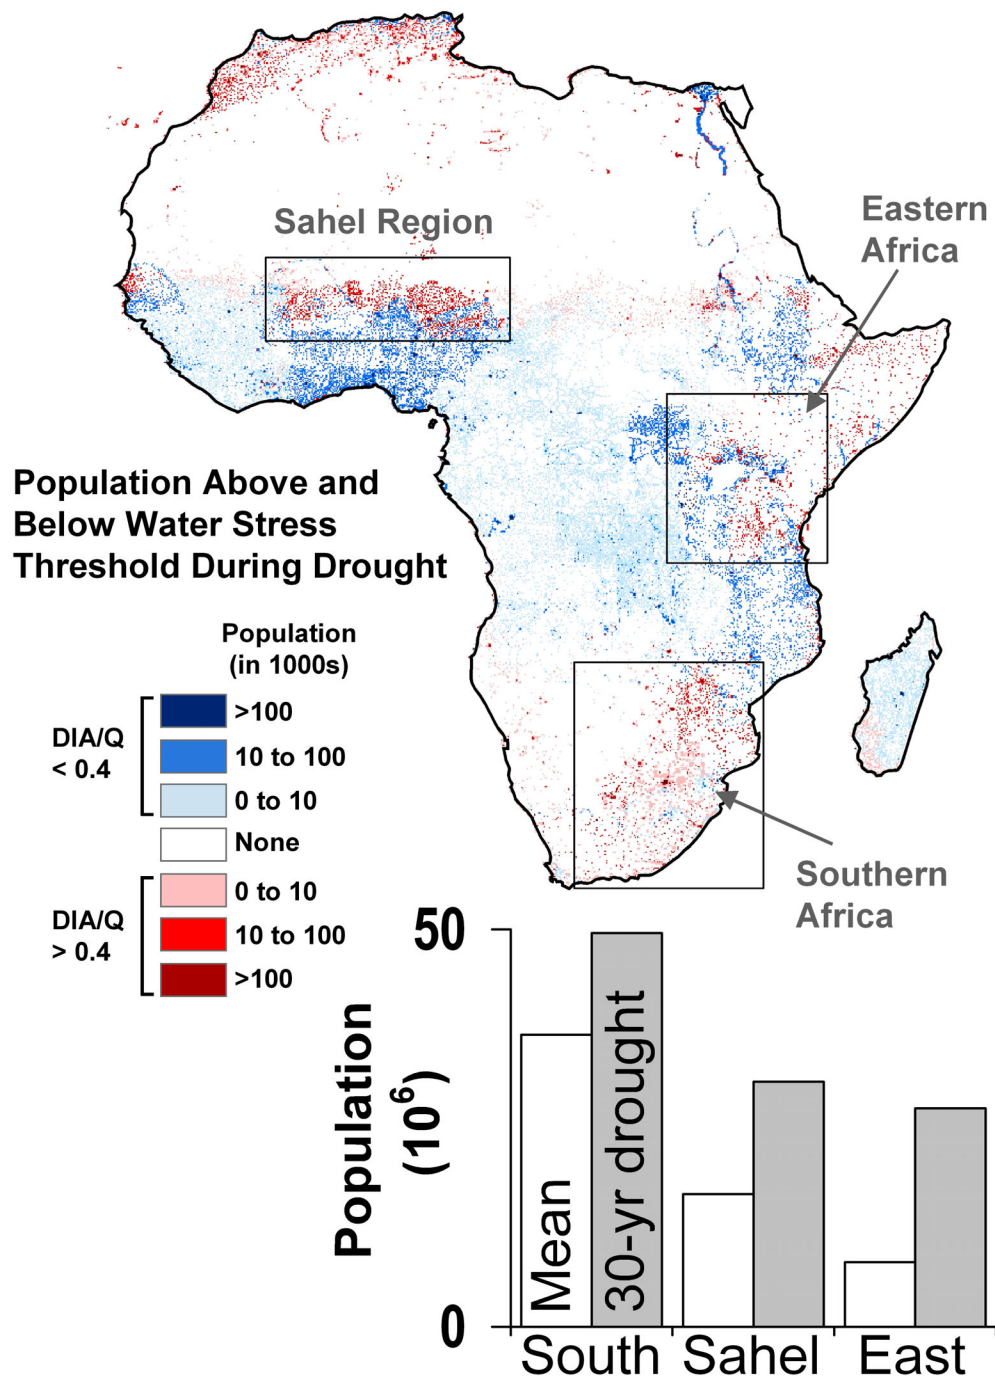 Sahel Region
Eastern
Africa
Population Above and
Below Water Stress
Threshold During Drought
Population
(in 1000s)
DIA/Q
< 0.4
>100
10 to 100
0 to 10
None
DIA/Q
> 0.4
0 to 10
10 to 100
>100
Southern
Africa
50
0
Population
(10⁶)
Mean
30-yr drought
South
Sahel
East